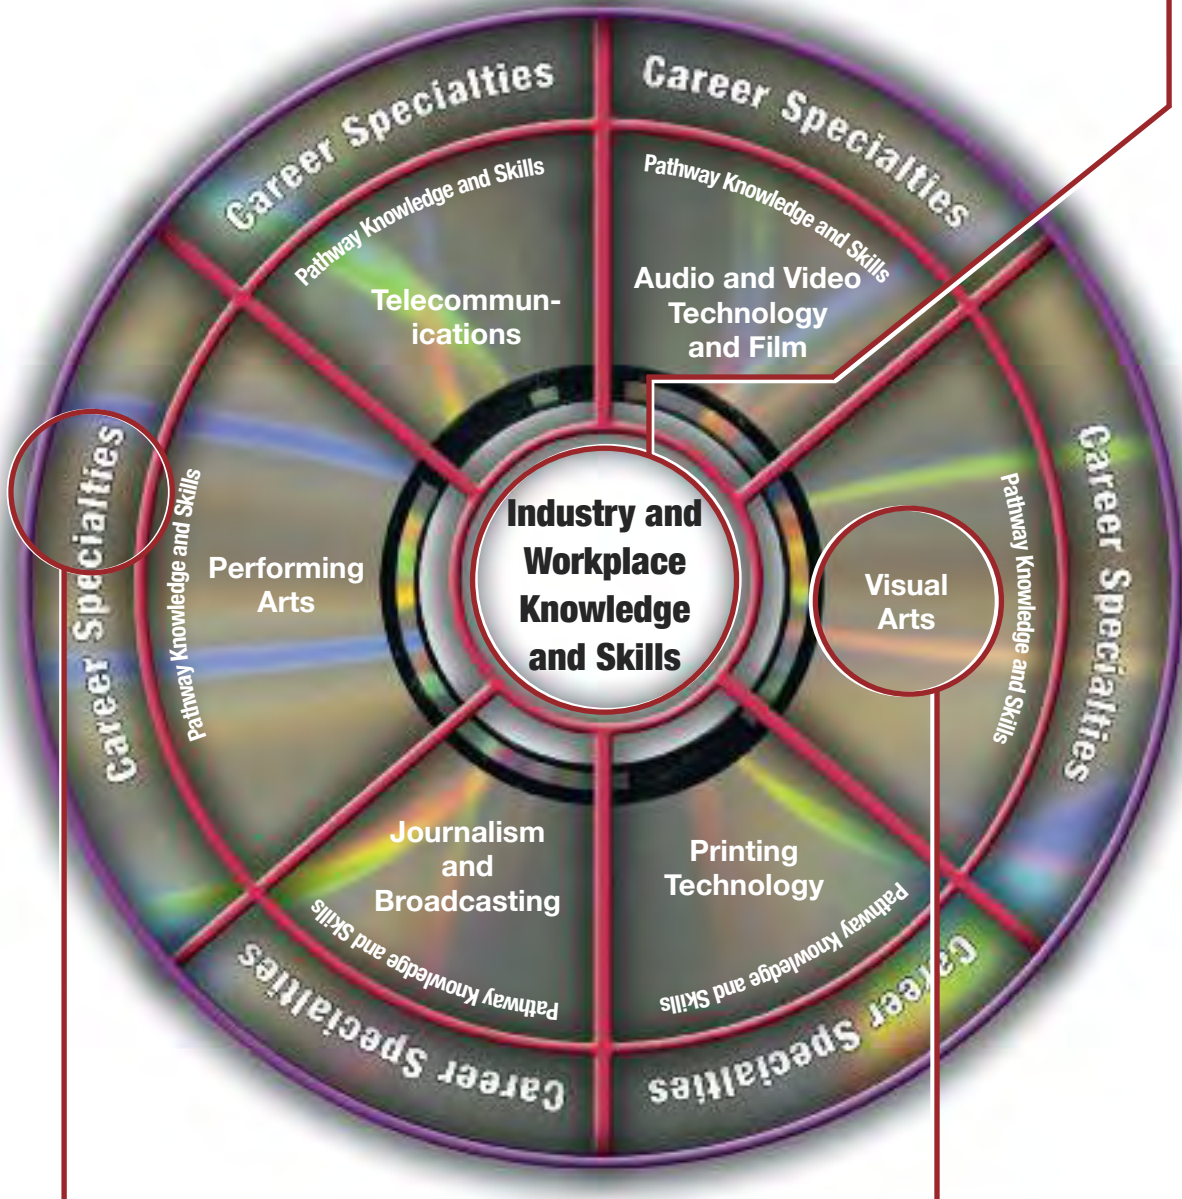 Career Specialties
Career Specialties
Pathway Knowledge and Skills
Pathway Knowledge and Skills
Telecommun-
ications
Audio and Video
Technology
and Film
Career Specialties
Pathway Knowledge and Skills
Performing
Arts
Industry and
Workplace
Knowledge
and Skills
Visual
Arts
Pathway Knowledge and Skills
Career Specialties
Journalism
and
Broadcasting
Printing
Technology
Pathway Knowledge and Skills
Pathway Knowledge and Skills
Career Specialties
Career Specialties